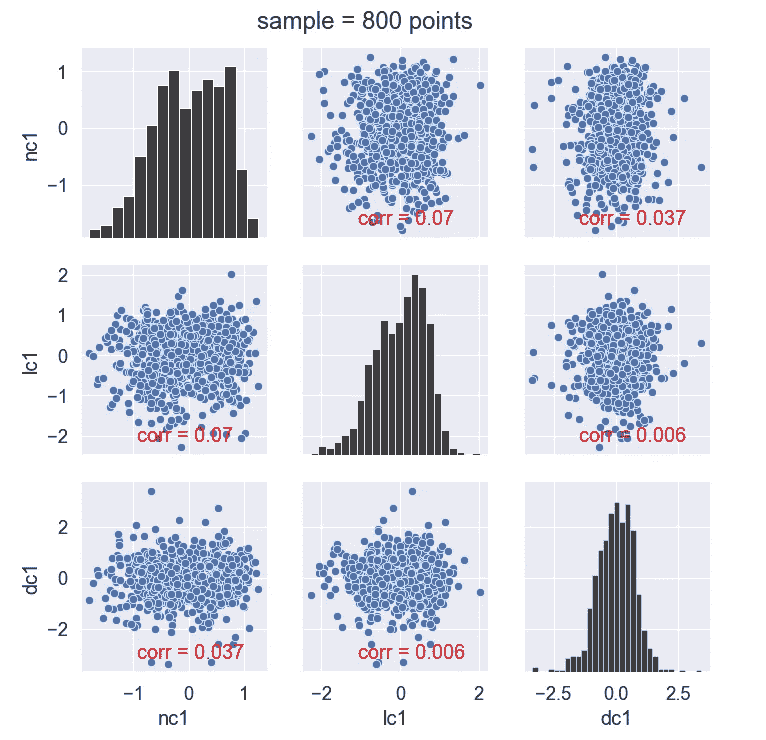 sample = 800 points
nc1
1
0
−1
corr = 0.07
corr = 0.037
lc1
2
1
0
−1
−2
corr = 0.07
corr = 0.006
dc1
2
0
−2
corr = 0.037
corr = 0.006
−1 0 1
−2 0 2
−2.5 0.0 2.5
nc1
lc1
dc1